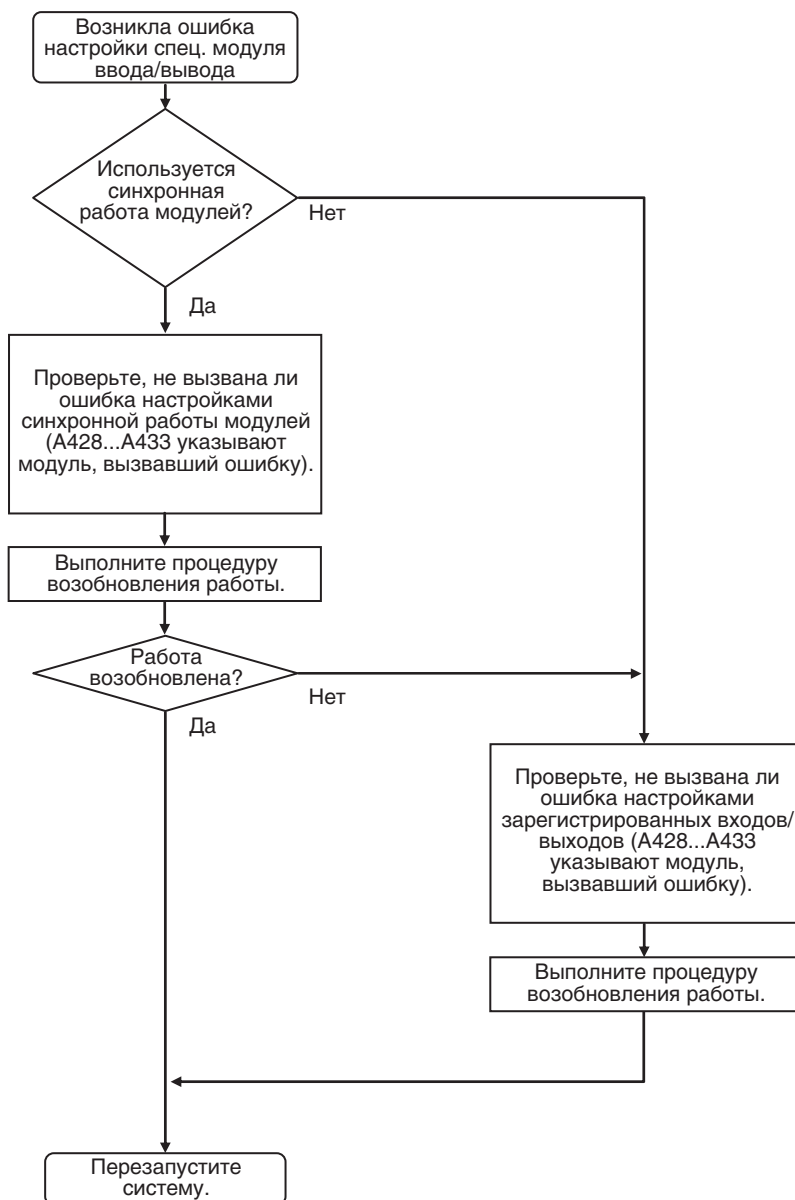 Возникла ошибка
настройки спец. модуля
ввода/вывода
Используется
синхронная
работа модулей?
Нет
Да
Проверьте, не вызвана ли
ошибка настройками
синхронной работы модулей
(A428...A433 указывают
модуль, вызвавший ошибку).
Выполните процедуру
возобновления работы.
Работа
возобновлена?
Нет
Да
Проверьте, не вызвана ли
ошибка настройками
зарегистрированных входов/
выходов (A428...A433
указывают модуль,
вызвавший ошибку).
Выполните процедуру
возобновления работы.
Перезапустите
систему.